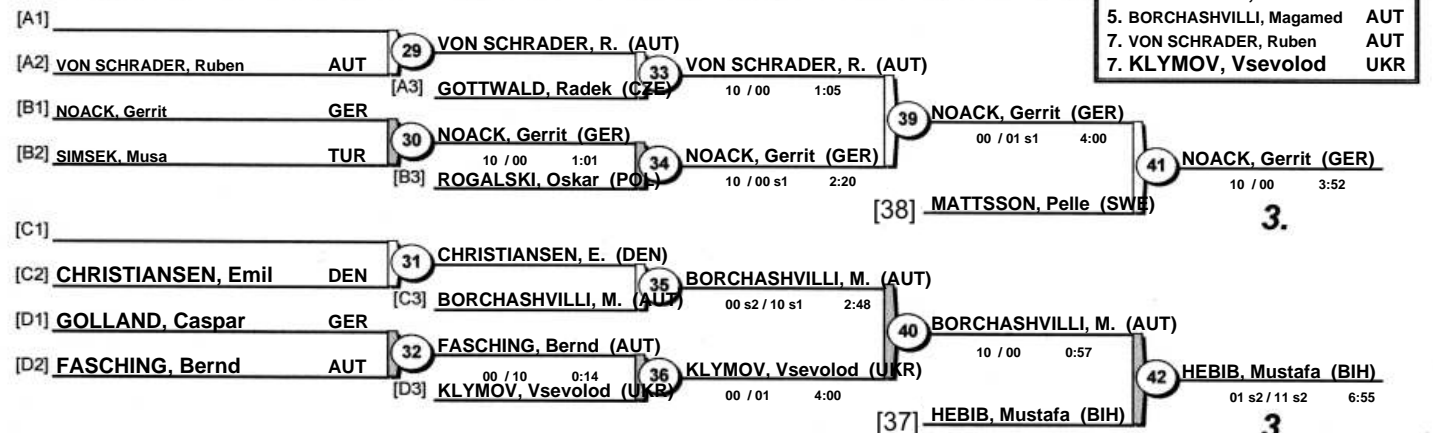 5. BORCHASHVILLI, Magamed AUT
7. VON SCHRADER, Ruben AUT
7. KLYMOV, Vsevolod UKR
[A1]
[A2] VON SCHRADER, Ruben AUT
29
VON SCHRADER, R. (AUT)
[A3] GOTTWALD, Radek (CZE)
33
VON SCHRADER, R. (AUT)
10 / 00 1:05
[B1] NOACK, Gerrit GER
[B2] SIMSEK, Musa TUR
30
NOACK, Gerrit (GER)
10 / 00 1:01
[B3] ROGALSKI, Oskar (POL)
34
NOACK, Gerrit (GER)
10 / 00 s1 2:20
39
NOACK, Gerrit (GER)
00 / 01 s1 4:00
[38] MATTSSON, Pelle (SWE)
41
NOACK, Gerrit (GER)
10 / 00 3:52
3.
[C1]
[C2] CHRISTIANSEN, Emil DEN
31
CHRISTIANSEN, E. (DEN)
[C3] BORCHASHVILLI, M. (AUT)
35
BORCHASHVILLI, M. (AUT)
00 s2 / 10 s1 2:48
[D1] GOLLAND, Caspar GER
[D2] FASCHING, Bernd AUT
32
FASCHING, Bernd (AUT)
00 / 10 0:14
[D3] KLYMOV, Vsevolod (UKR)
36
KLYMOV, Vsevolod (UKR)
00 / 01 4:00
40
BORCHASHVILLI, M. (AUT)
10 / 00 0:57
[37] HEBIB, Mustafa (BIH)
42
HEBIB, Mustafa (BIH)
01 s2 / 11 s2 6:55
3